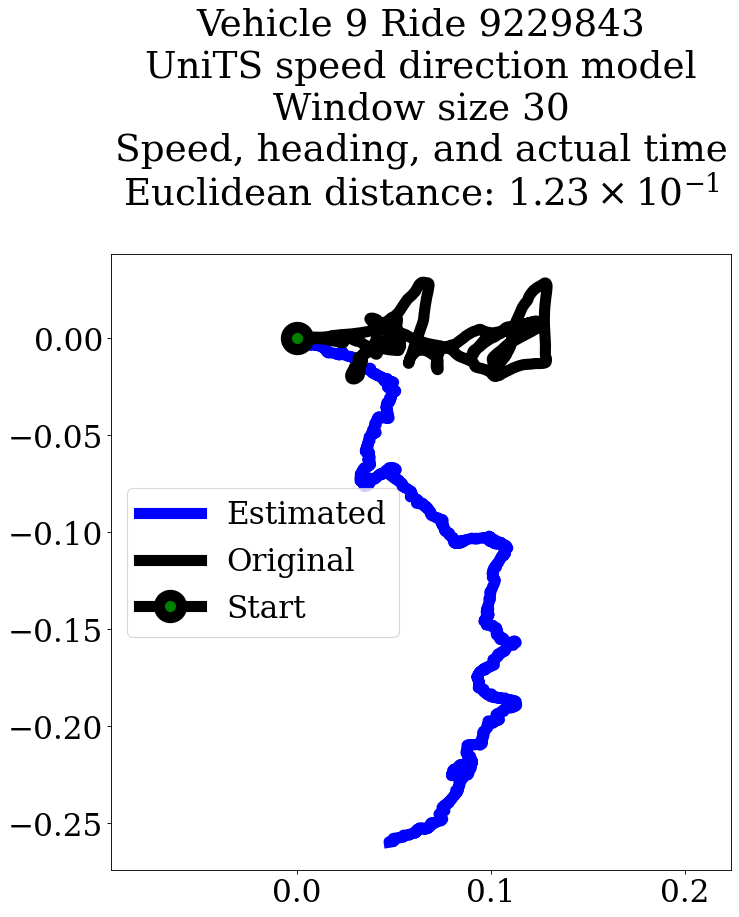 Vehicle 9 Ride 9229843
UniTS speed direction model
Window size 30
Speed, heading, and actual time
Euclidean distance: 1.23 × 10⁻¹
0.00
−0.05
−0.10
−0.15
−0.20
−0.25
Estimated
Original
Start
0.0 0.1 0.2